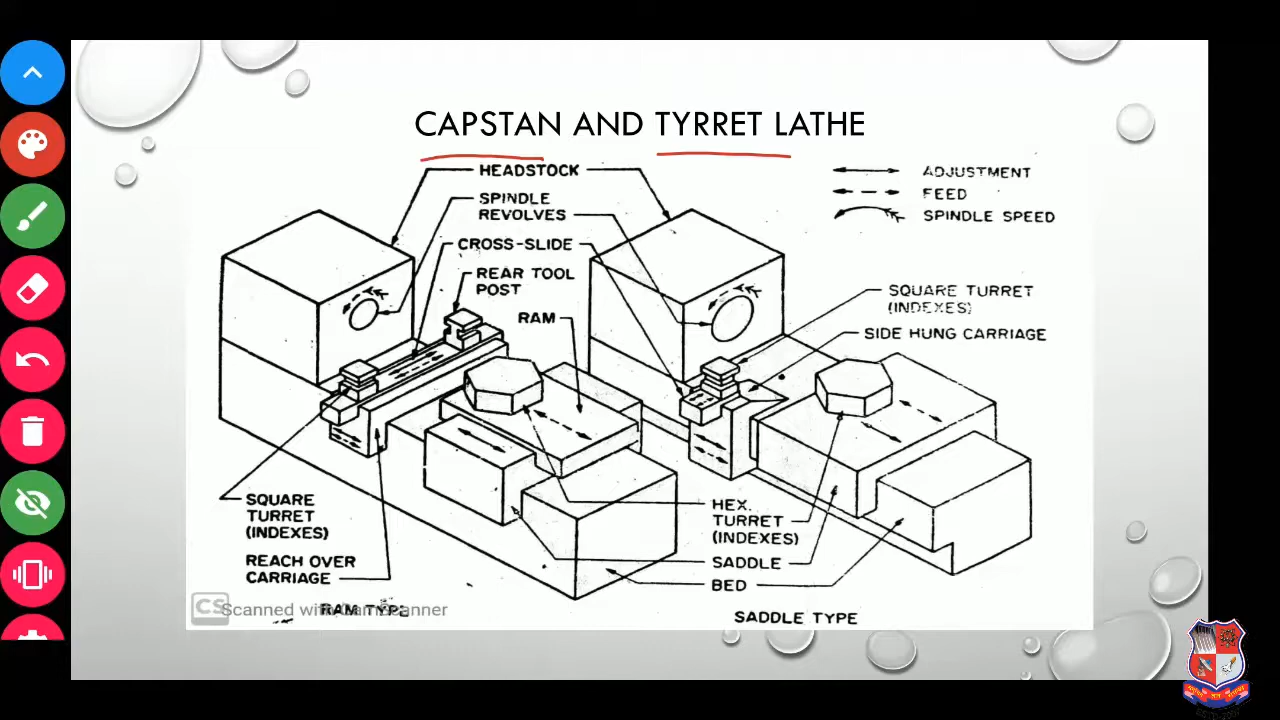 CAPSTAN AND TYRRET LATHE
HEADSTOCK
SPINDLE
REVOLVES
CROSS-SLIDE
REAR TOOL
POST
RAM
ADJUSTMENT
FEED
SPINDLE SPEED
SQUARE TURRET
(INDEXES)
SIDE HUNG CARRIAGE
SQUARE
TURRET
(INDEXES)
REACH OVER
CARRIAGE
HEX.
TURRET
(INDEXES)
SADDLE
BED
RAM TYPE
SADDLE TYPE
CS Scanned with CamScanner